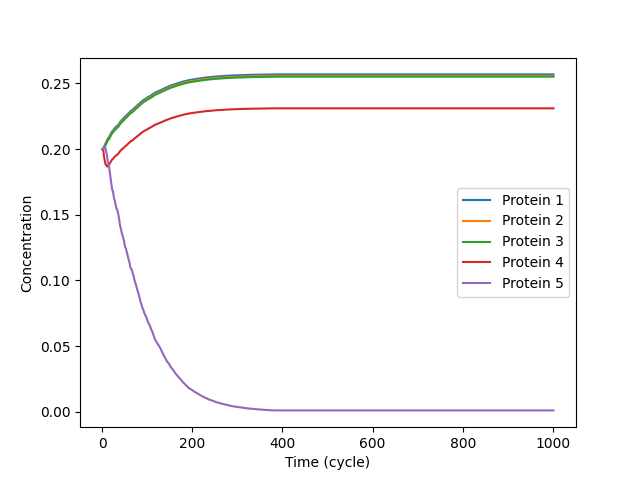 0.25
0.20
0.15
0.10
0.05
0.00
Concentration
Protein 1
Protein 2
Protein 3
Protein 4
Protein 5
0 200 400 600 800 1000
Time (cycle)